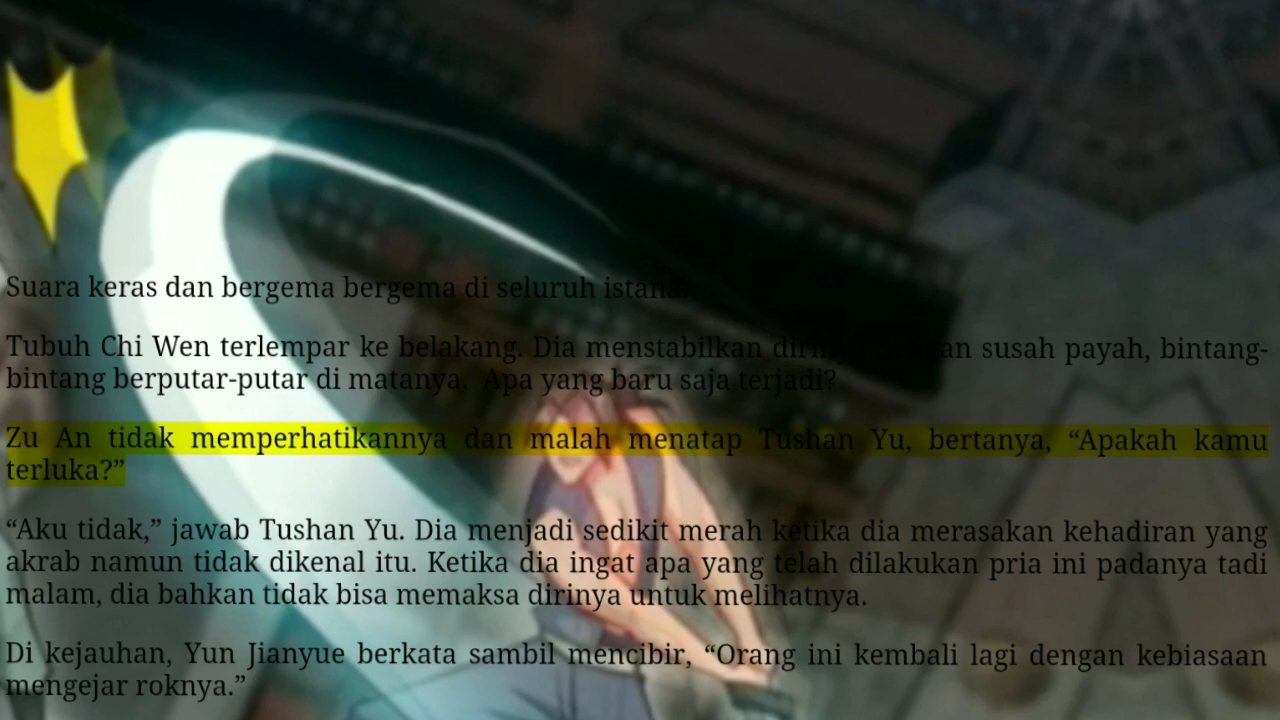 Suara keras dan bergema bergema di seluruh istana.
Tubuh Chi Wen terlempar ke belakang. Dia menstabilkan dirinya dengan susah payah, bintang-
bintang berputar-putar di matanya.  Apa yang baru saja terjadi?
Zu An tidak memperhatikannya dan malah menatap Tushan Yu, bertanya, “Apakah kamu
terluka?”
“Aku tidak,” jawab Tushan Yu. Dia menjadi sedikit merah ketika dia merasakan kehadiran yang
akrab namun tidak dikenal itu. Ketika dia ingat apa yang telah dilakukan pria ini padanya tadi
malam, dia bahkan tidak bisa memaksa dirinya untuk melihatnya.
Di kejauhan, Yun Jianyue berkata sambil mencibir, “Orang ini kembali lagi dengan kebiasaan
mengejar roknya.”